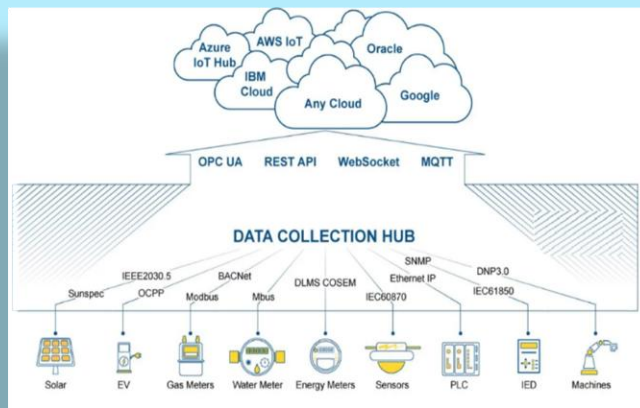 Azure
IoT Hub
AWS IoT
Oracle
IBM
Cloud
Any Cloud
Google
OPC UA REST API WebSocket MQTT
DATA COLLECTION HUB
SNMP
IEEE2030.5 BACNet Ethernet IP DNP3.0
DLMS COSEM
Sunspec OCPP Modbus Mbus IEC60870 IEC61850
Solar EV Gas Meters Water Meter Energy Meters Sensors PLC IED Machines